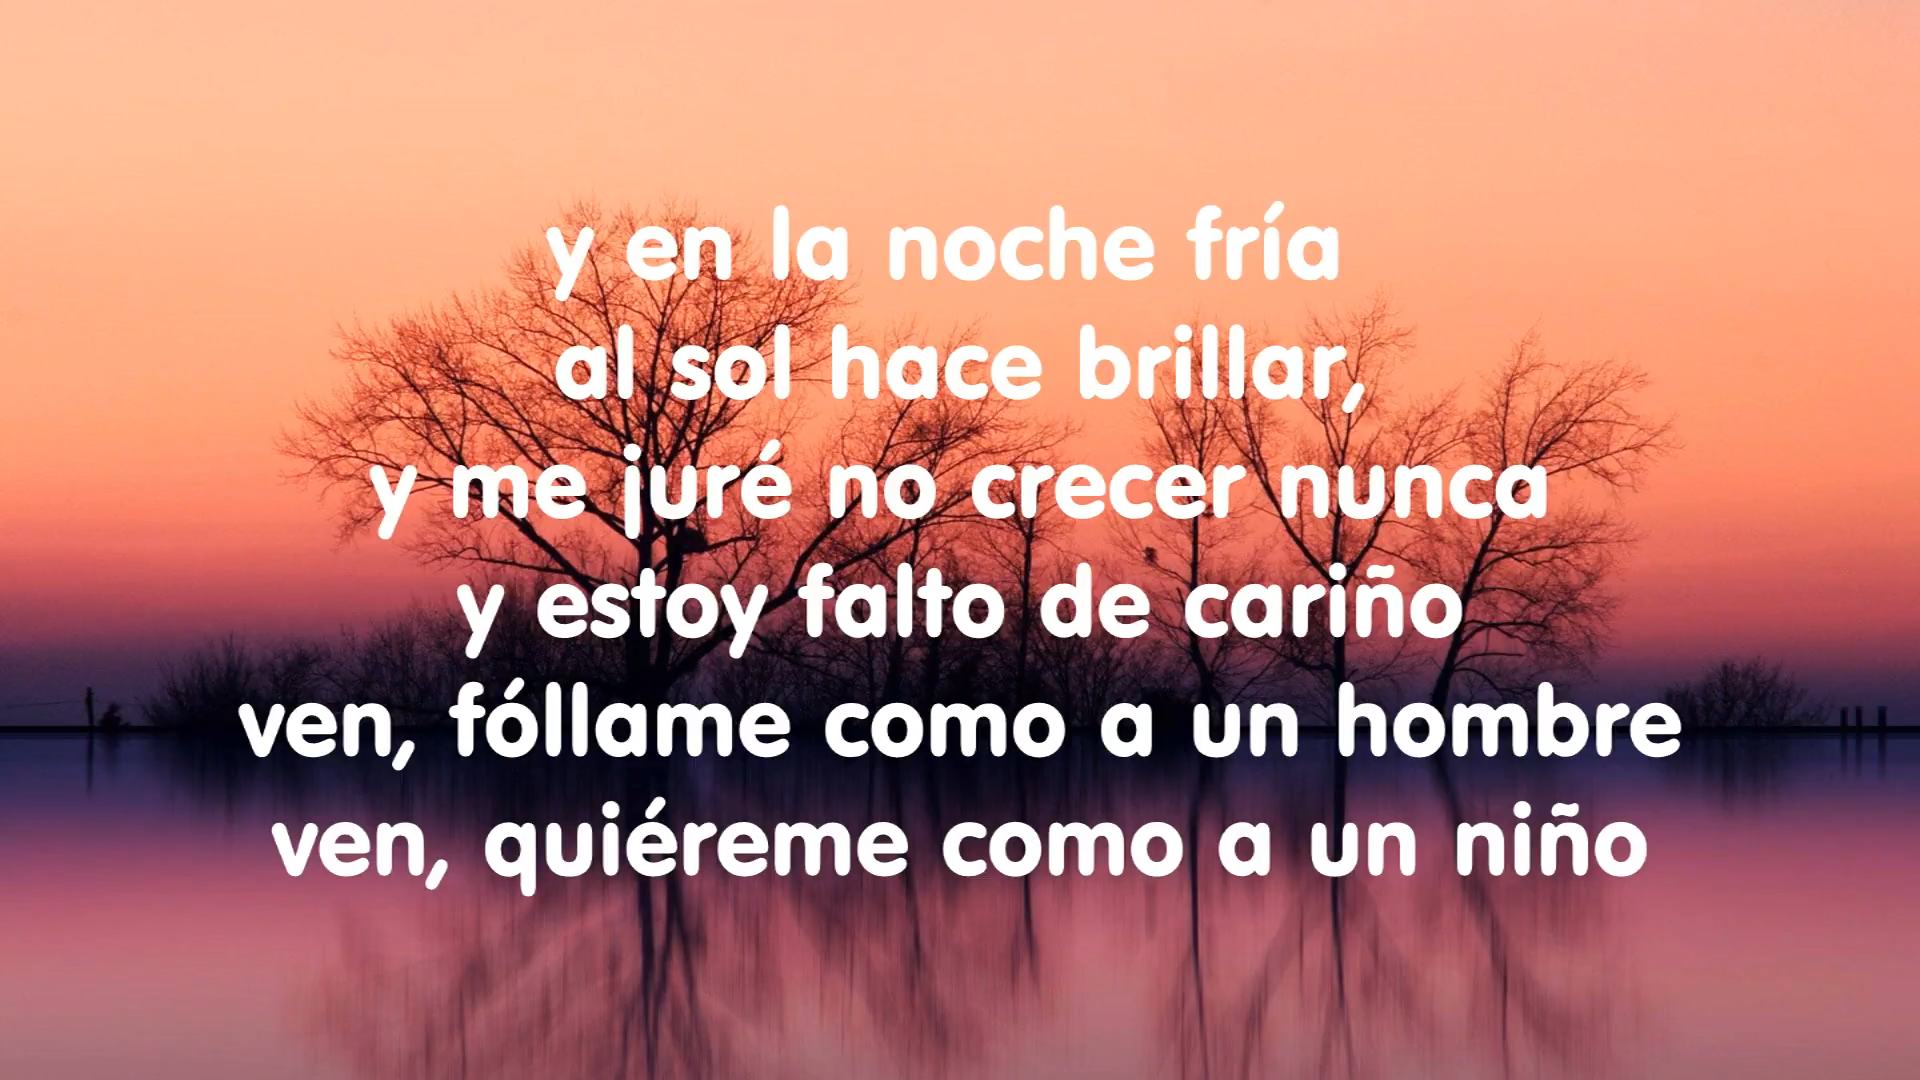 y en la noche fría
al sol hace brillar,
y me juré no crecer nunca
y estoy falto de cariño
ven, fóllame como a un hombre
ven, quiéreme como a un niño